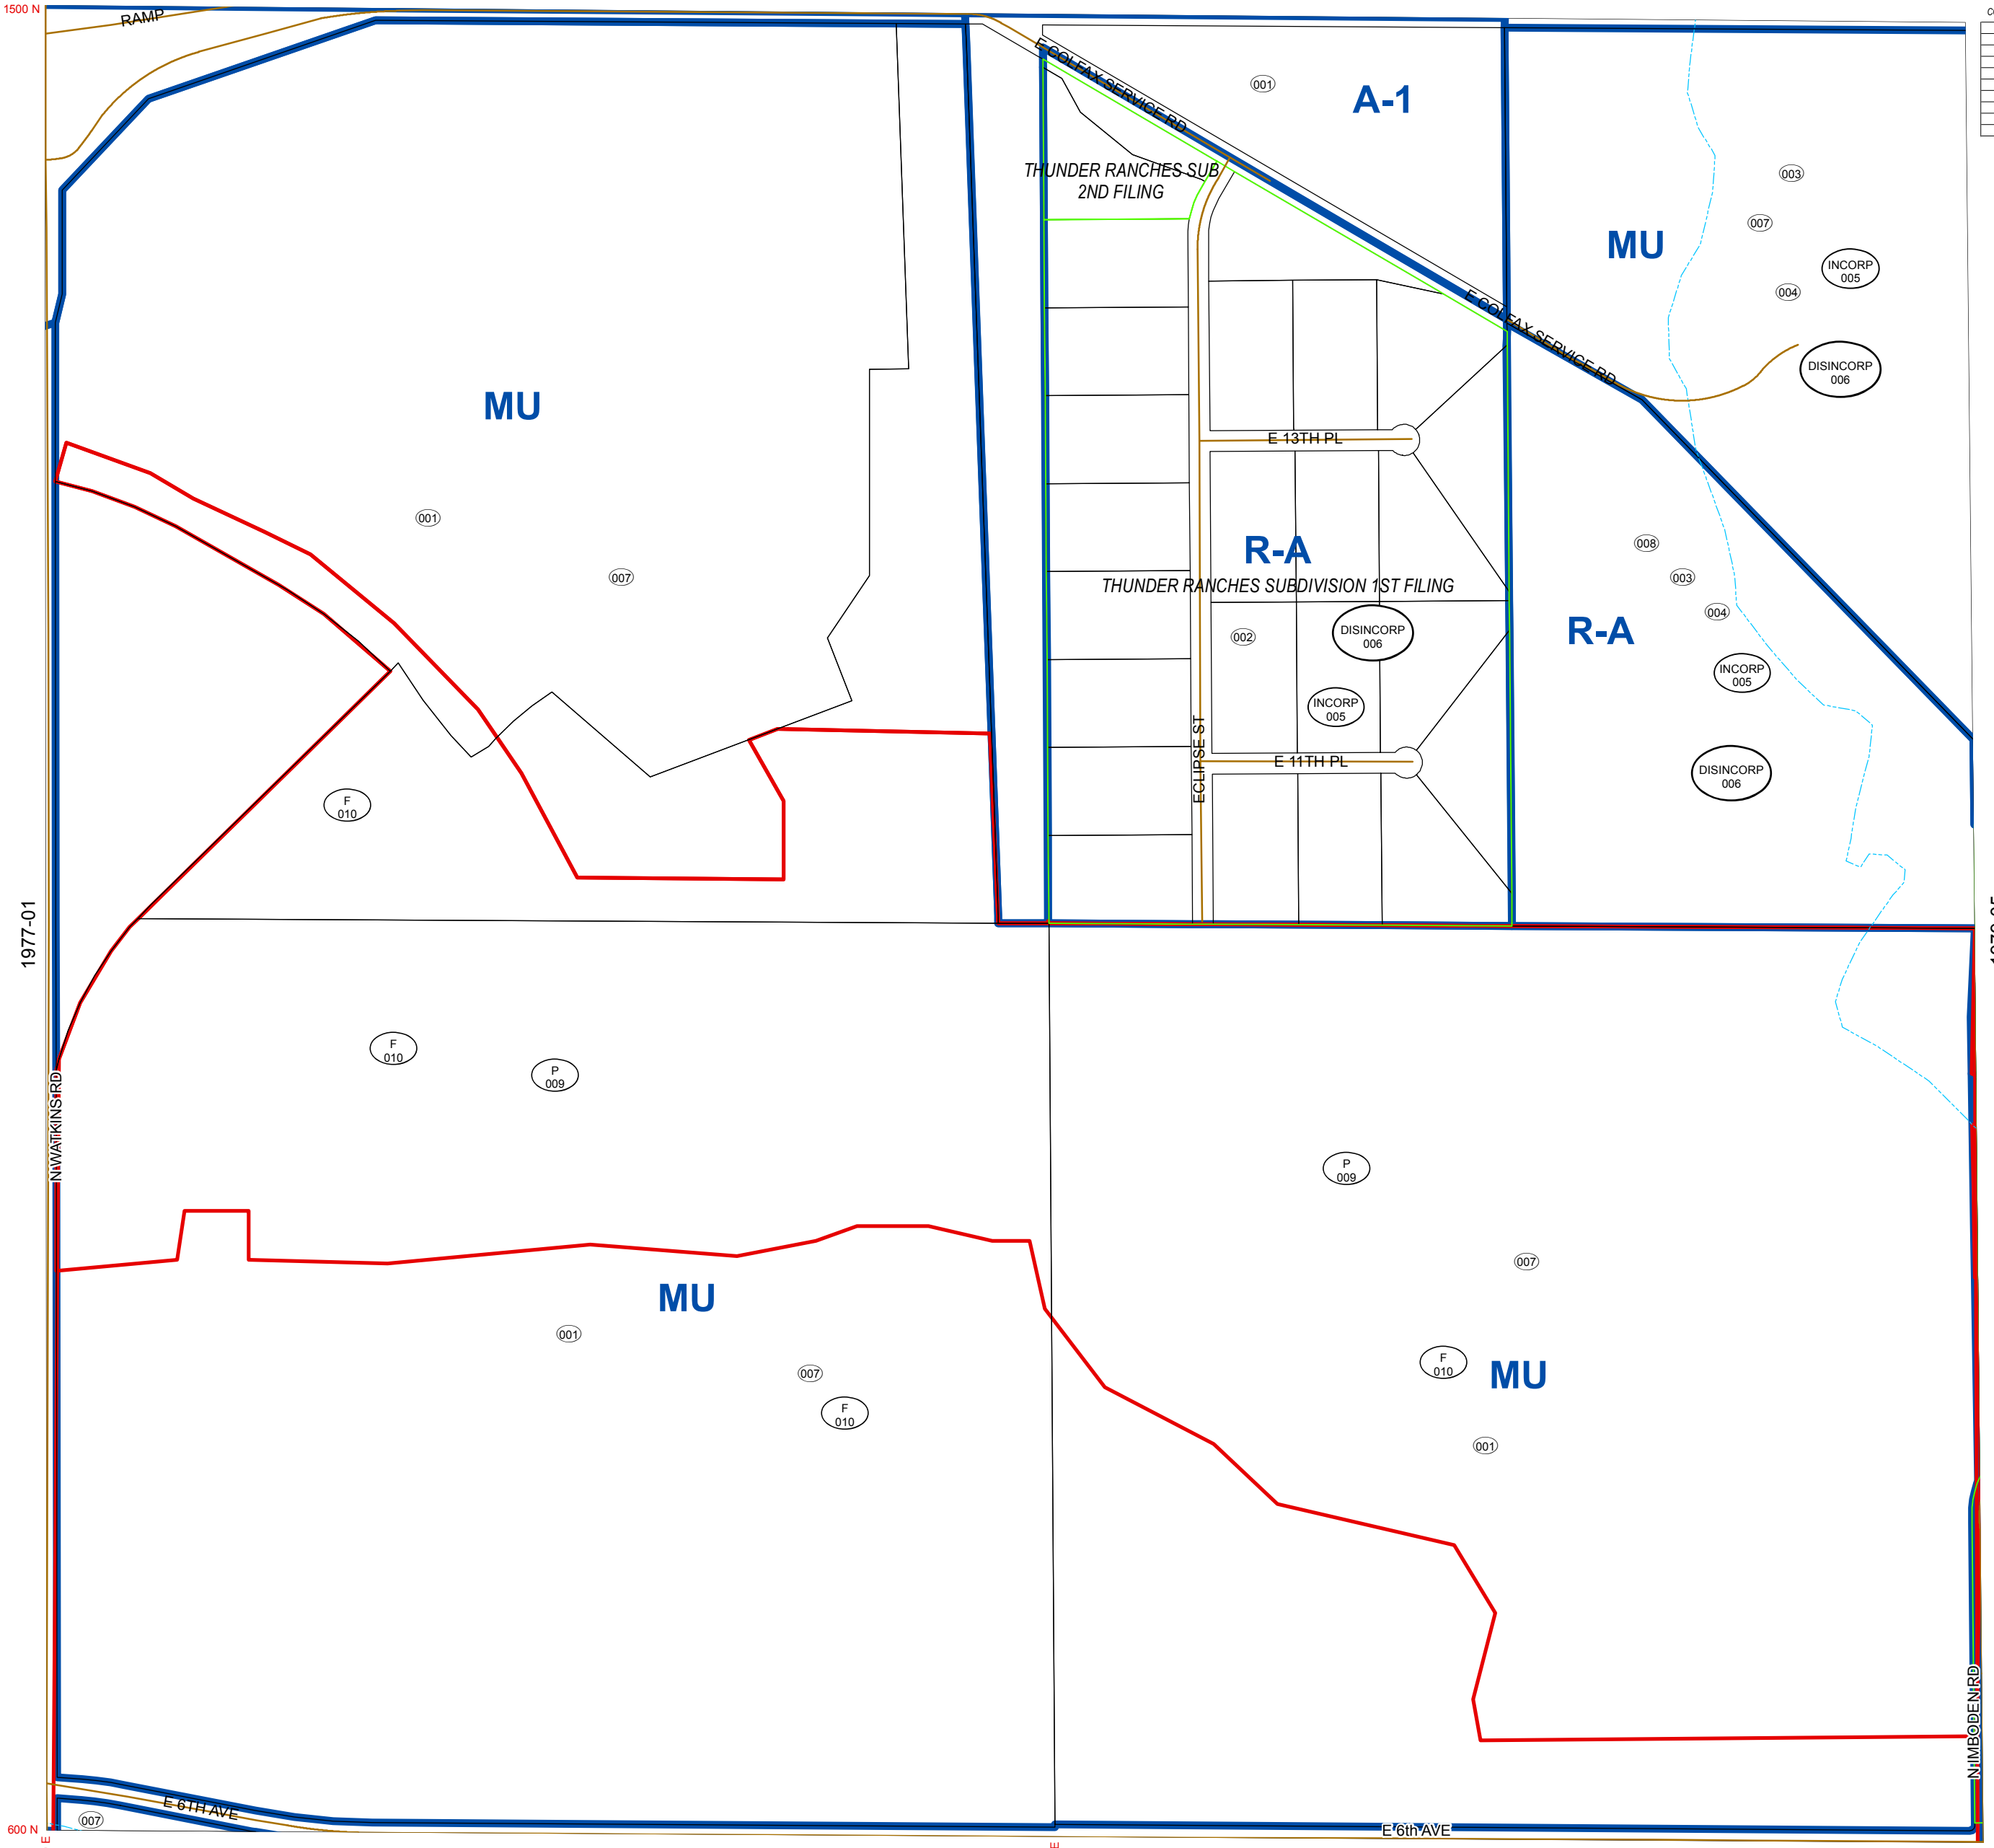 1500 N
RAMP
E COLFAX SERVICE RD
001
A-1
THUNDER RANCHES SUB
2ND FILING
003
007
MU
INCORP
005
004
E COLFAX SERVICE RD
DISINCORP
006
MU
E 13TH PL
001
007
R-A
THUNDER RANCHES SUBDIVISION 1ST FILING
008
003
004
002
DISINCORP
006
R-A
INCORP
005
INCORP
005
ECLIPSE ST
E 11TH PL
DISINCORP
006
F
010
1977-01
F
010
P
009
N WATKINS RD
P
009
007
MU
001
007
F
010
F
010
MU
001
N IMBODEN RD
E 6TH AVE
007
600 N
E 6th AVE
E
E